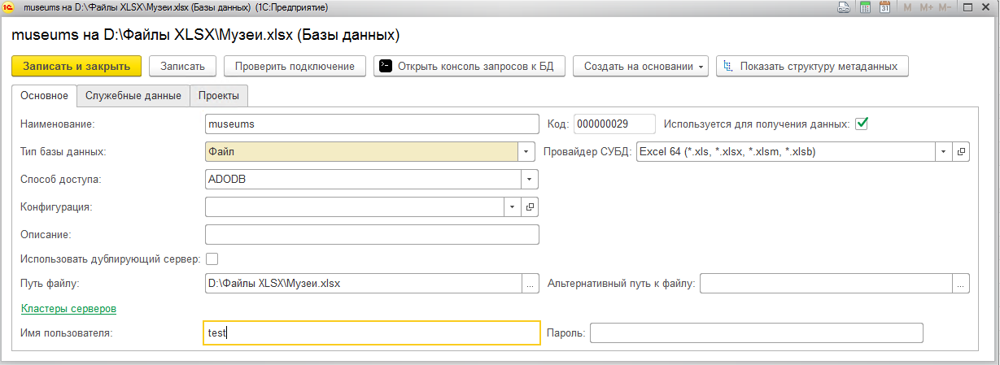 museums на D:\Файлы XLSX\Музеи.xlsx (Базы данных) (1С:Предприятие)
M M+ M-
museums на D:\Файлы XLSX\Музеи.xlsx (Базы данных)
Записать и закрыть Записать Проверить подключение Открыть консоль запросов к БД Создать на основании Показать структуру метаданных
Основное Служебные данные Проекты
Наименование: museums Код: 000000029 Используется для получения данных:
Тип базы данных: Файл Провайдер СУБД: Excel 64 (*.xls, *.xlsx, *.xlsm, *.xlsb)
Способ доступа: ADODB
Конфигурация:
Описание:
Использовать дублирующий сервер:
Путь файлу: D:\Файлы XLSX\Музеи.xlsx ... Альтернативный путь к файлу: ...
Кластеры серверов
Имя пользователя: test Пароль: